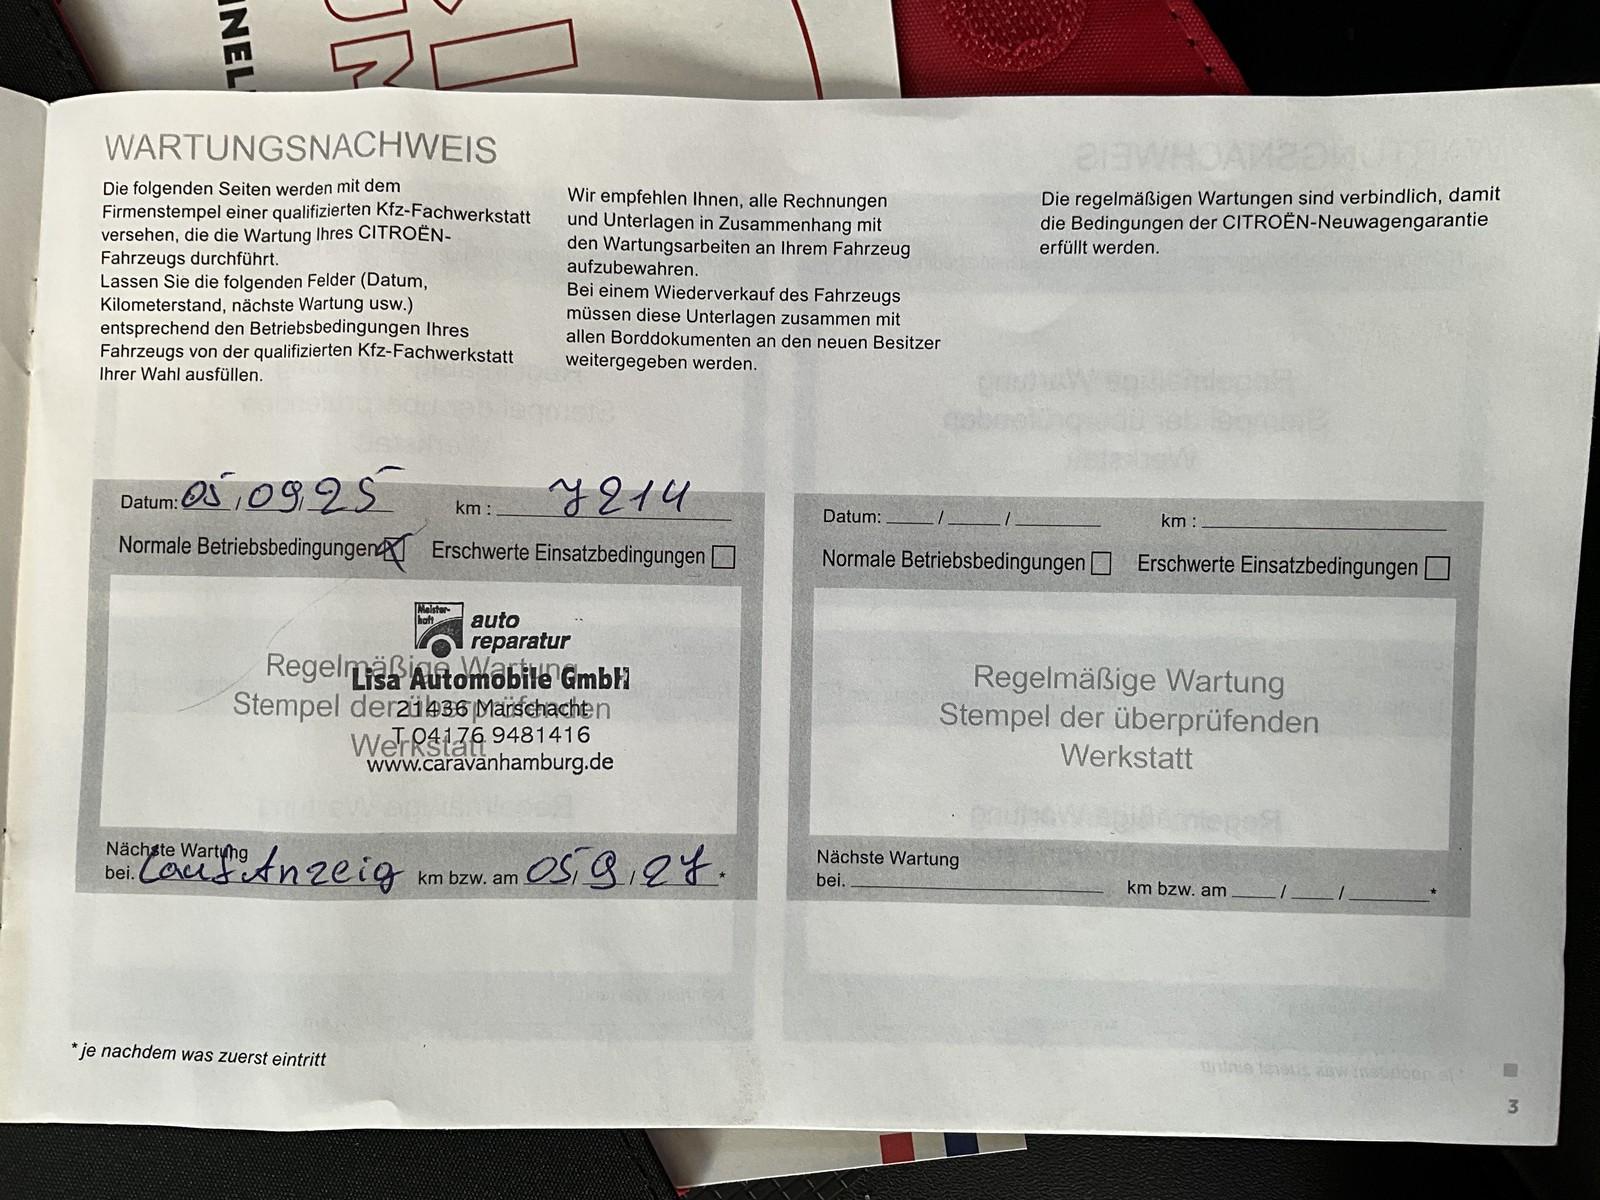 INNEL
WARTUNGSNACHWEIS
Die folgenden Seiten werden mit dem
Firmenstempel einer qualifizierten Kfz-Fachwerkstatt
versehen, die die Wartung Ihres CITROËN-
Fahrzeugs durchführt.
Lassen Sie die folgenden Felder (Datum,
Kilometerstand, nächste Wartung usw.)
entsprechend den Betriebsbedingungen Ihres
Fahrzeugs von der qualifizierten Kfz-Fachwerkstatt
Ihrer Wahl ausfüllen.
Wir empfehlen Ihnen, alle Rechnungen
und Unterlagen in Zusammenhang mit
den Wartungsarbeiten an Ihrem Fahrzeug
aufzubewahren.
Bei einem Wiederverkauf des Fahrzeugs
müssen diese Unterlagen zusammen mit
allen Borddokumenten an den neuen Besitzer
weitergegeben werden.
Die regelmäßigen Wartungen sind verbindlich, damit
die Bedingungen der CITROËN-Neuwagengarantie
erfüllt werden.
Datum: 05/09/25 km : 7214
Normale Betriebsbedingungen Erschwerte Einsatzbedingungen
Meister-
haft
auto
reparatur
Regelmäßige Wartung
Lisa Automobile GmbH
Stempel der überprüfenden
21436 Marschacht
T 04176 9481416
Werkstatt
www.caravanhamburg.de
Nächste Wartung
bei. Lauf Anzeig km bzw. am 05/9/27 *
Datum: / / km :
Normale Betriebsbedingungen Erschwerte Einsatzbedingungen
Regelmäßige Wartung
Stempel der überprüfenden
Werkstatt
Nächste Wartung
bei. km bzw. am / / *
* je nachdem was zuerst eintritt
3